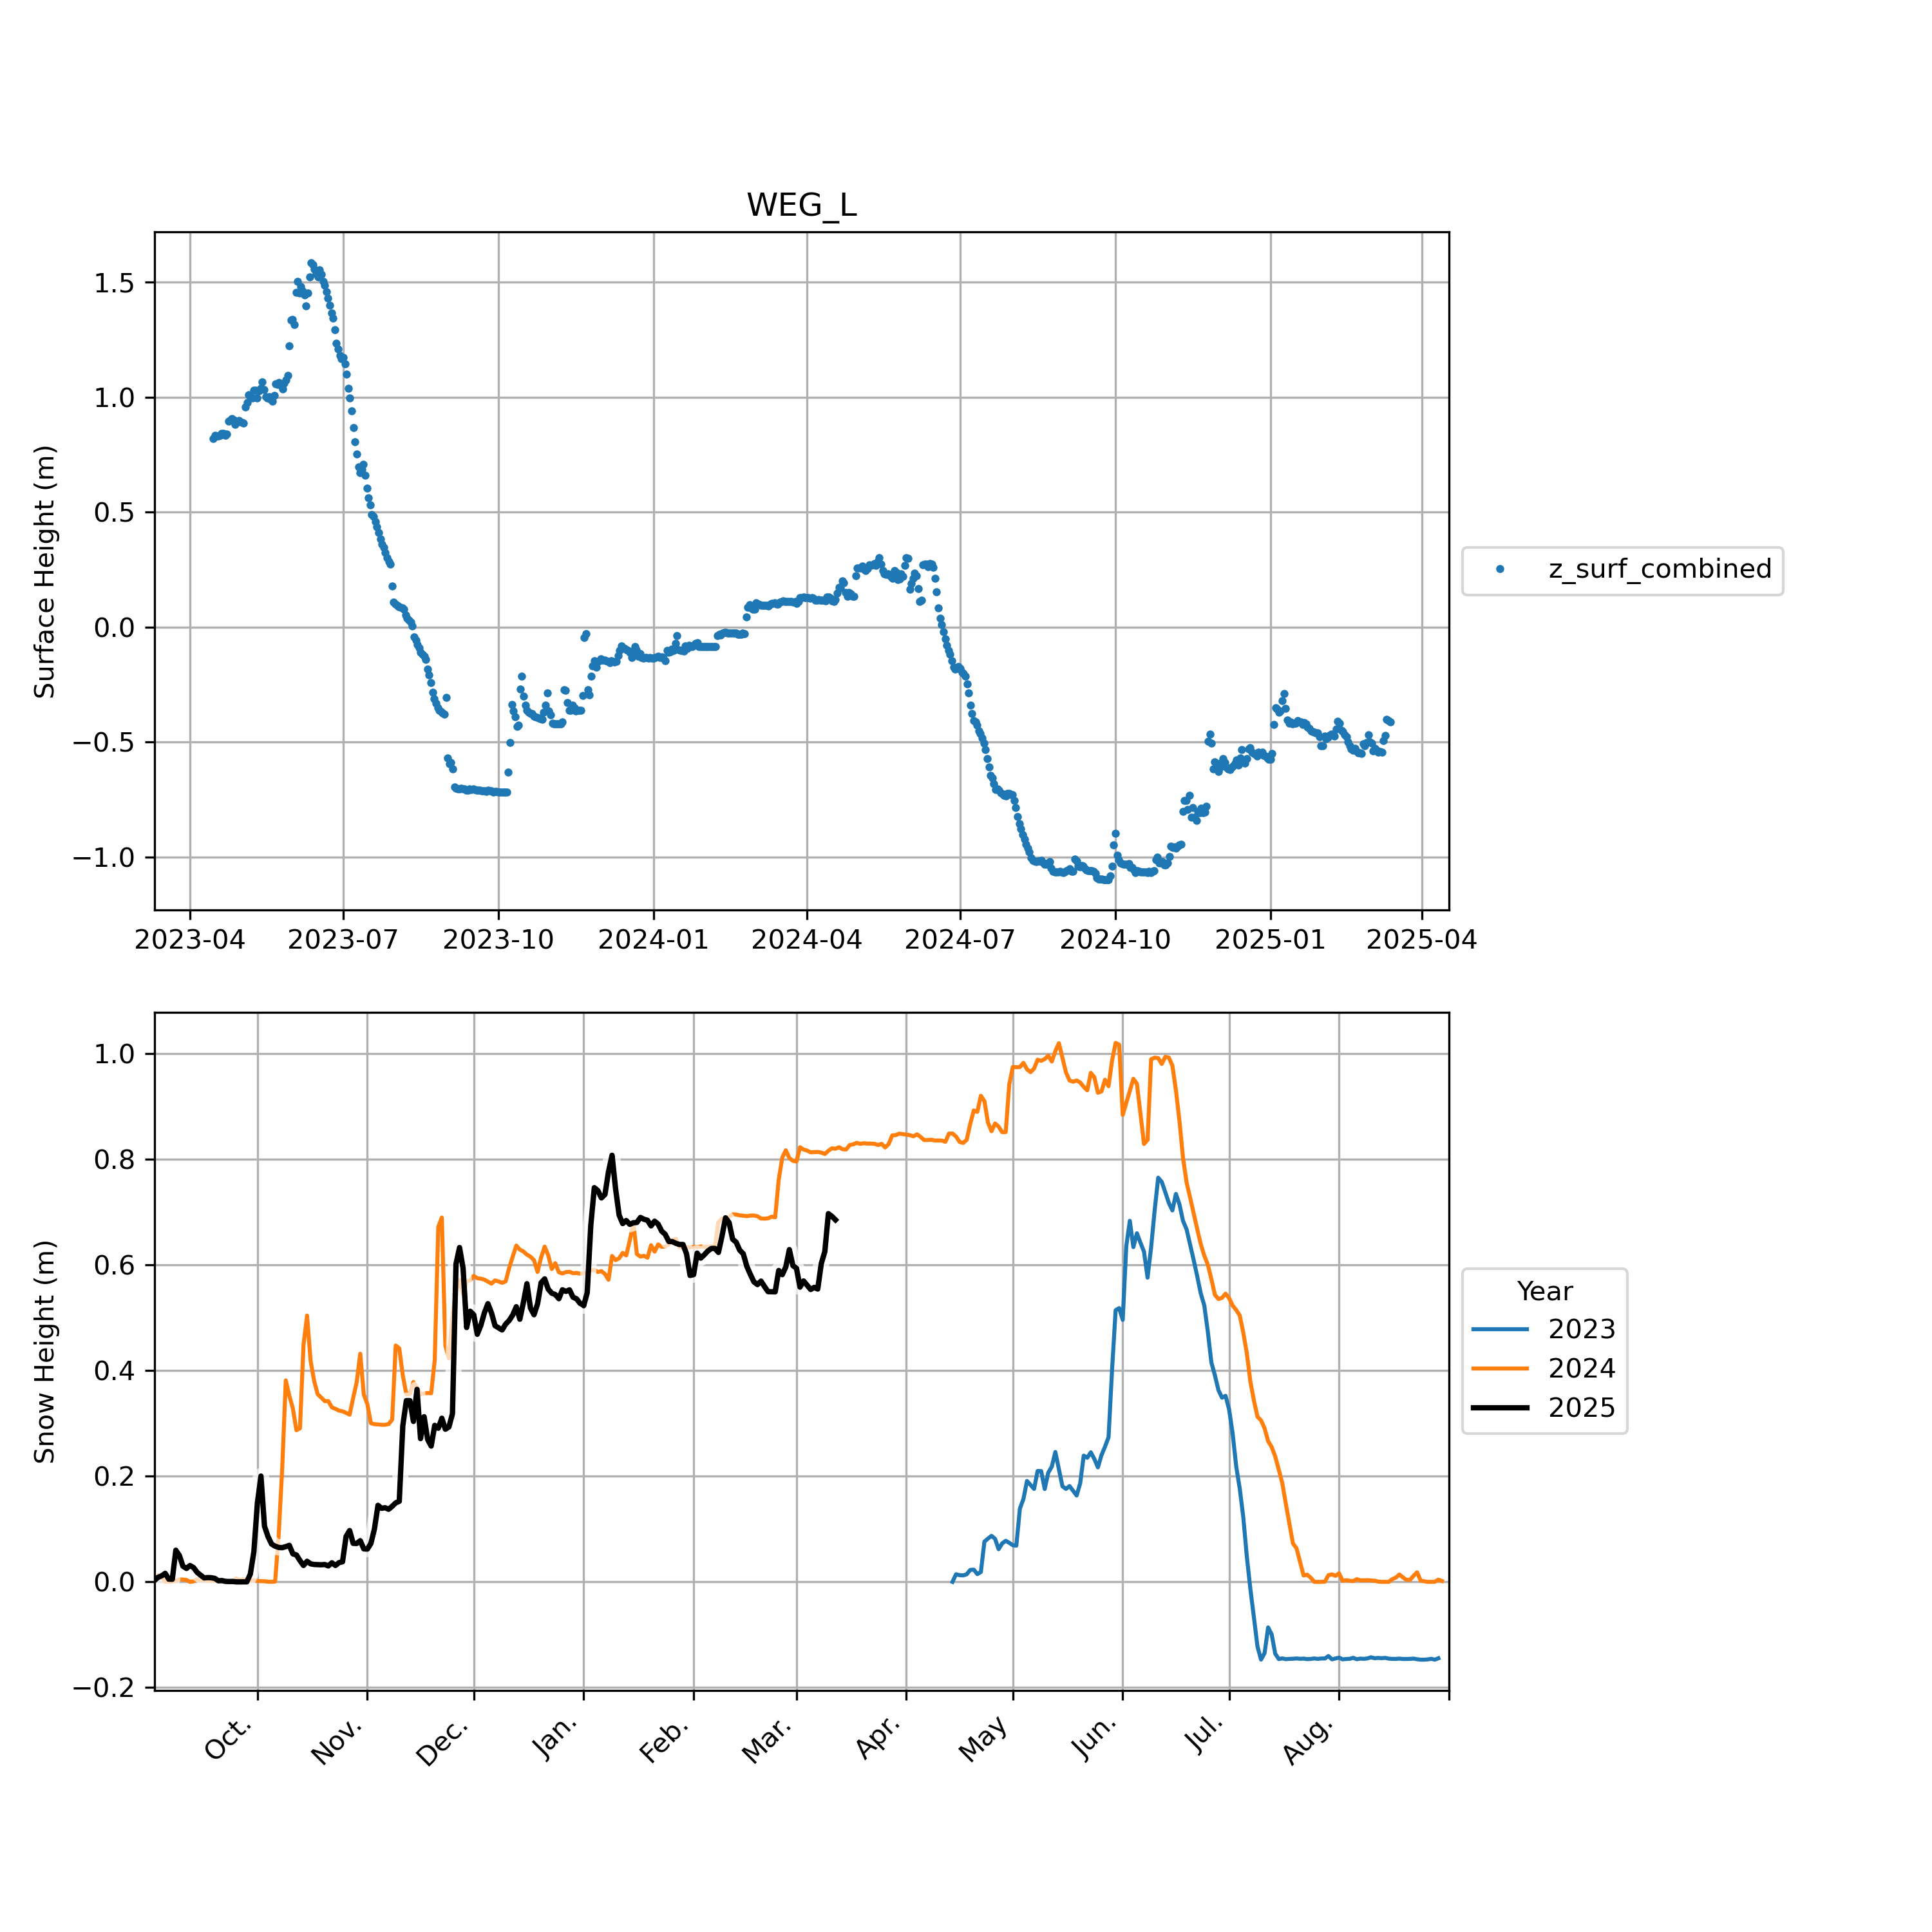 WEG_L
Surface Height (m)
1.5
1.0
0.5
0.0
−0.5
−1.0
2023-04 2023-07 2023-10 2024-01 2024-04 2024-07 2024-10 2025-01 2025-04
z_surf_combined
Snow Height (m)
1.0
0.8
0.6
0.4
0.2
0.0
−0.2
Oct. Nov. Dec. Jan. Feb. Mar. Apr. May Jun. Jul. Aug.
Year
2023
2024
2025